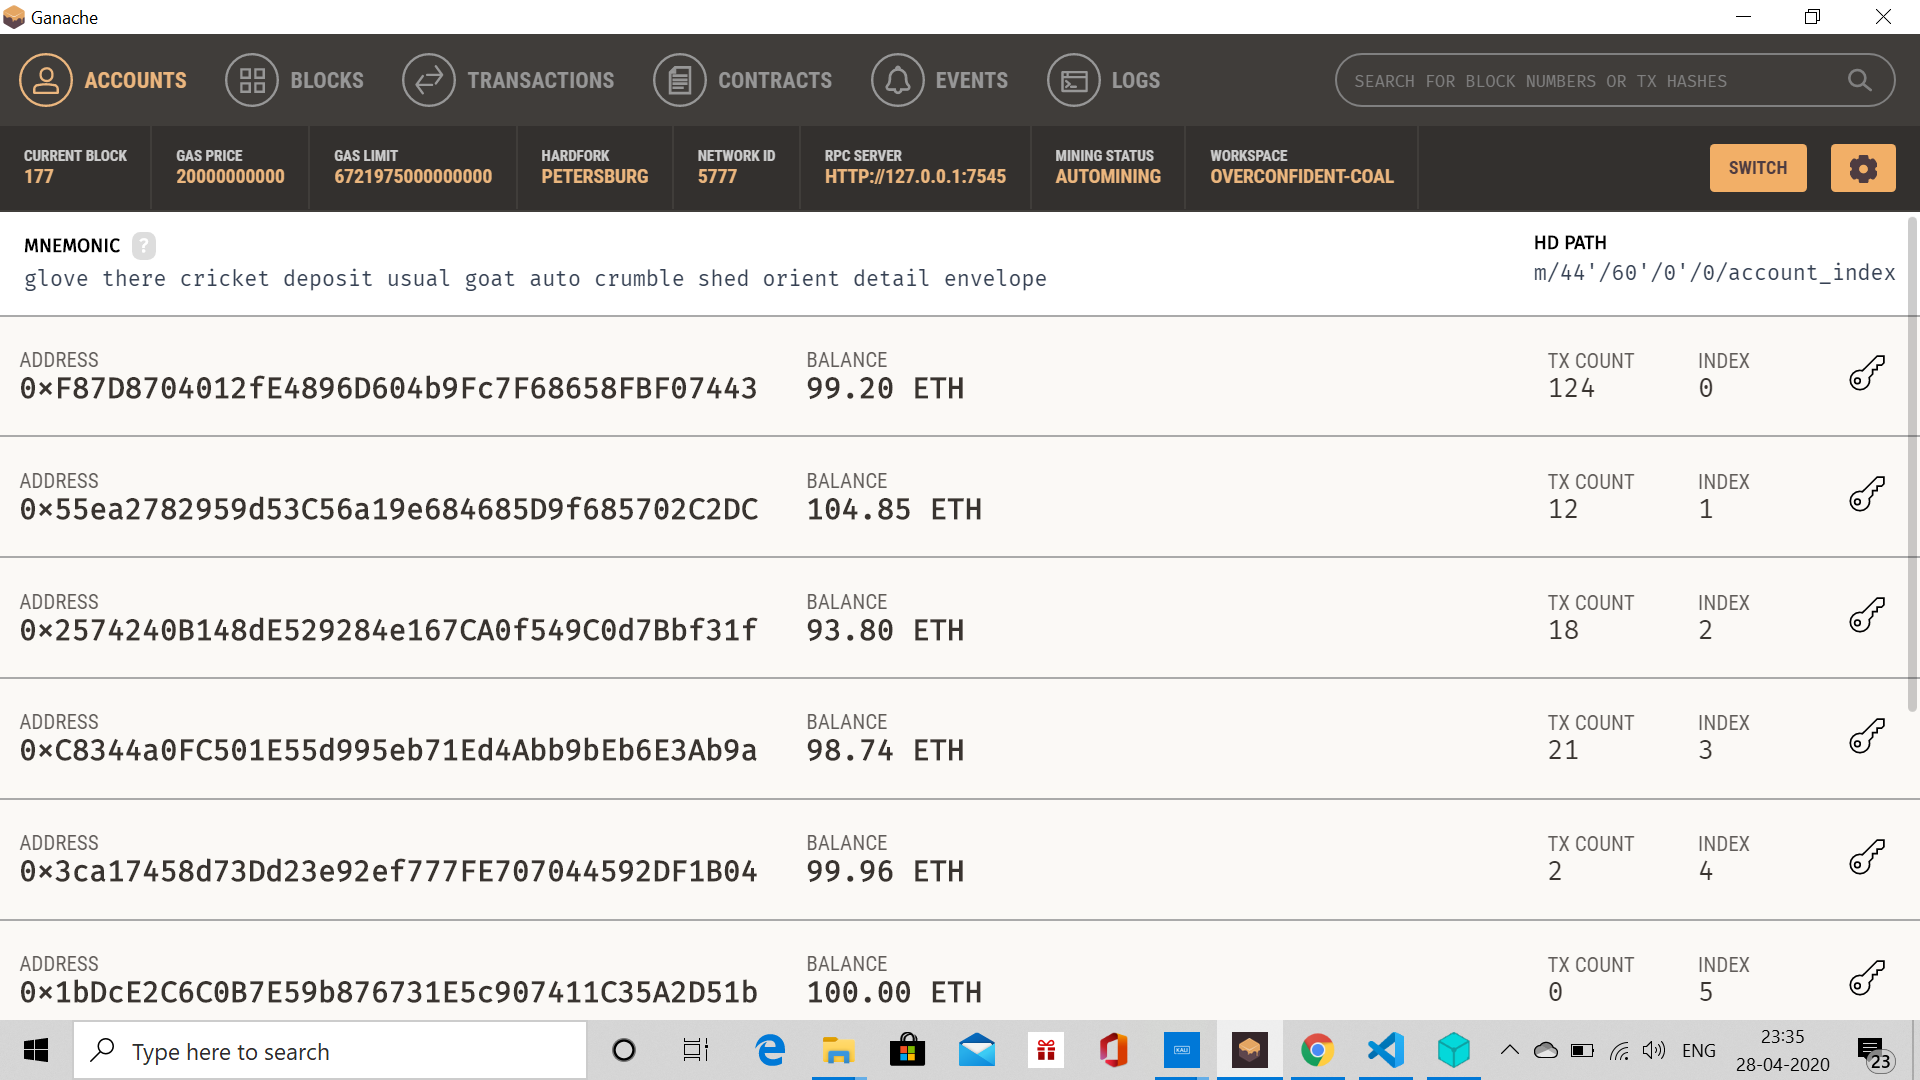 Ganache
ACCOUNTS BLOCKS TRANSACTIONS CONTRACTS EVENTS LOGS SEARCH FOR BLOCK NUMBERS OR TX HASHES
CURRENT BLOCK GAS PRICE GAS LIMIT HARDFORK NETWORK ID RPC SERVER MINING STATUS WORKSPACE
177 20000000000 6721975000000000 PETERSBURG 5777 HTTP://127.0.0.1:7545 AUTOMINING OVERCONFIDENT-COAL
SWITCH
MNEMONIC ? HD PATH
glove there cricket deposit usual goat auto crumble shed orient detail envelope m/44'/60'/0'/0/account_index
ADDRESS BALANCE TX COUNT INDEX
0×F87D8704012fE4896D604b9Fc7F68658FBF07443 99.20 ETH 124 0
ADDRESS BALANCE TX COUNT INDEX
0×55ea2782959d53C56a19e684685D9f685702C2DC 104.85 ETH 12 1
ADDRESS BALANCE TX COUNT INDEX
0×2574240B148dE529284e167CA0f549C0d7Bbf31f 93.80 ETH 18 2
ADDRESS BALANCE TX COUNT INDEX
0×C8344a0FC501E55d995eb71Ed4Abb9bEb6E3Ab9a 98.74 ETH 21 3
ADDRESS BALANCE TX COUNT INDEX
0×3ca17458d73Dd23e92ef777FE707044592DF1B04 99.96 ETH 2 4
ADDRESS BALANCE TX COUNT INDEX
0×1bDcE2C6C0B7E59b876731E5c907411C35A2D51b 100.00 ETH 0 5
Type here to search
KALI
ENG
23:35
28-04-2020
23